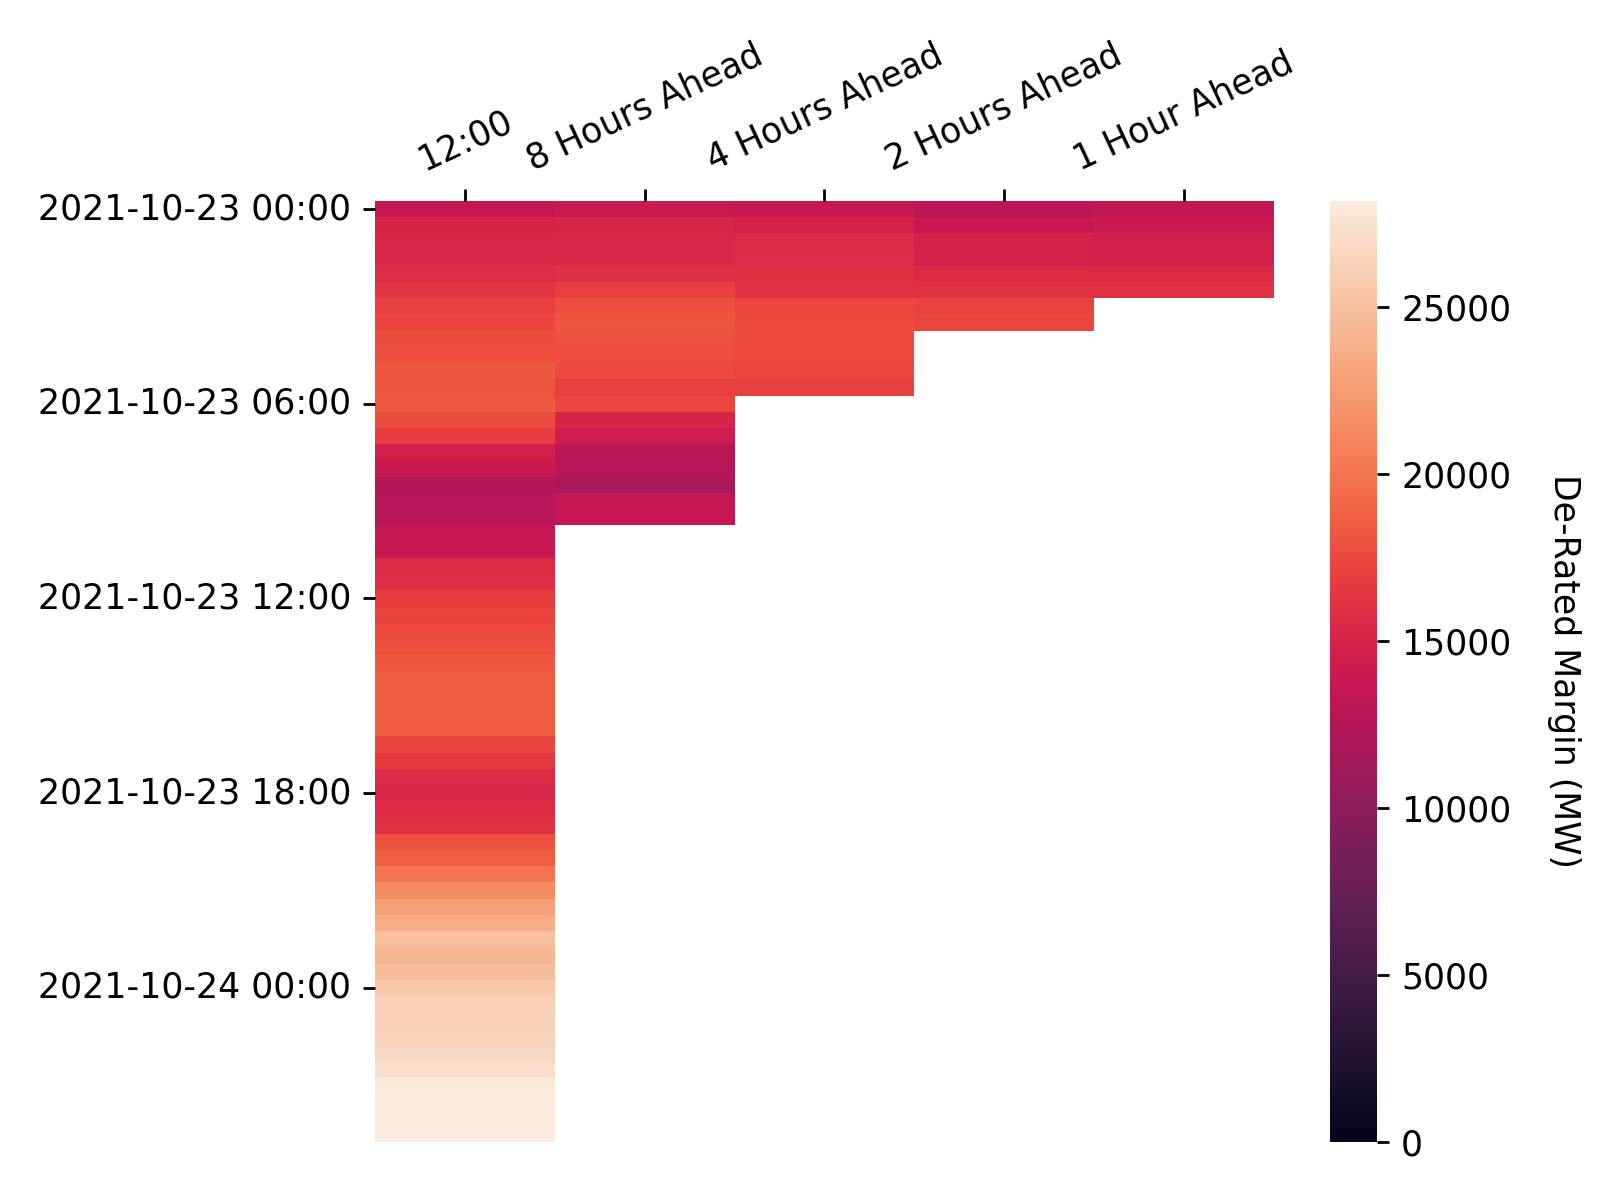 12:00
8 Hours Ahead
4 Hours Ahead
2 Hours Ahead
1 Hour Ahead
2021-10-23 00:00
2021-10-23 06:00
2021-10-23 12:00
2021-10-23 18:00
2021-10-24 00:00
25000
20000
15000
10000
5000
0
De-Rated Margin (MW)